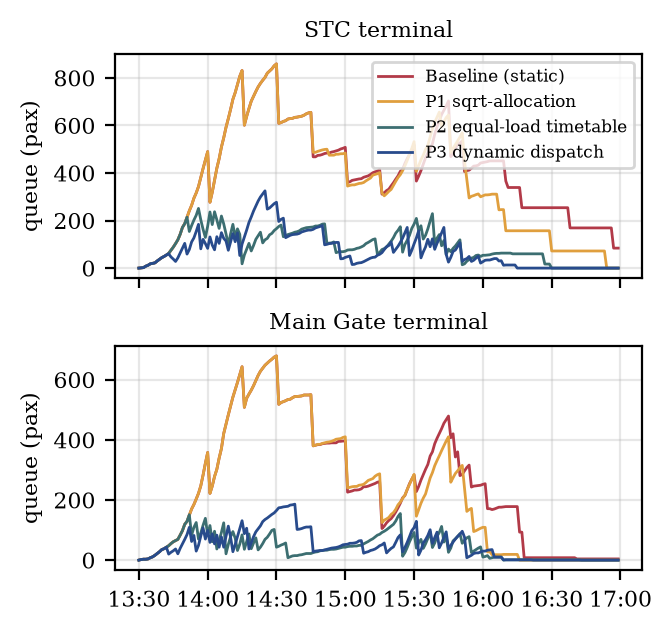 STC terminal
queue (pax)
800
600
400
200
0
Baseline (static)
P1 sqrt-allocation
P2 equal-load timetable
P3 dynamic dispatch
Main Gate terminal
queue (pax)
600
400
200
0
13:30 14:00 14:30 15:00 15:30 16:00 16:30 17:00